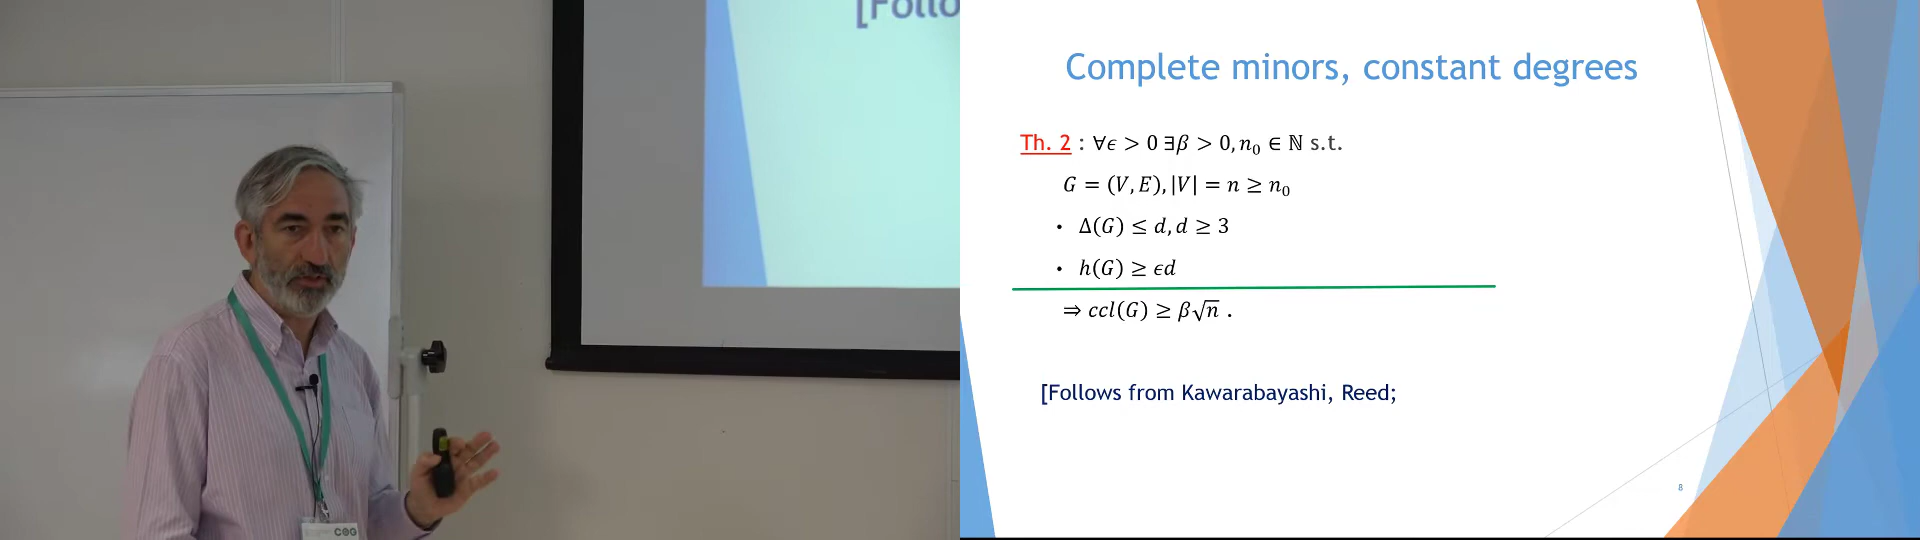 [Follo
COG
Complete minors, constant degrees
Th. 2 : ∀ϵ > 0 ∃β > 0, n₀ ∈ ℕ s.t.
G = (V, E), |V| = n ≥ n₀
• Δ(G) ≤ d, d ≥ 3
• h(G) ≥ ϵd
⇒ ccl(G) ≥ β√n .
[Follows from Kawarabayashi, Reed;
8